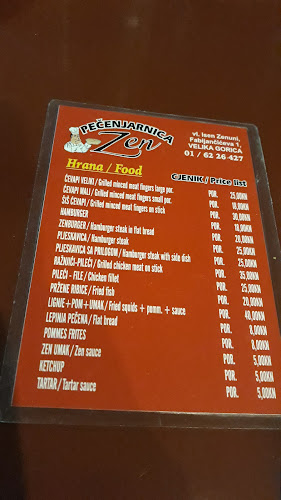 PEČENJARNICA
Zen
vl. Isen Zenuni,
Fabijančićeva 1,
VELIKA GORICA
01 / 62 26-427
Hrana / Food CJENIK / Price list
ĆEVAPI VELIKI / Grilled minced meat fingers large por. POR. 25,00KN
ĆEVAPI MALI / Grilled minced meat fingers small por. POR. 18,00KN
ŠIŠ ĆEVAPI / Grilled minced meat fingers on stick POR. 30,00KN
HAMBURGER POR. 18,00KN
ZENBURGER / Hamburger steak in flat bread POR. 20,00KN
PLJESKAVICA / Hamburger steak POR. 20,00KN
PLJESKAVICA SA PRILOGOM / Hamburger steak with side dish POR. 25,00KN
RAŽNJIĆ-PILEĆI / Grilled chicken meat on stick POR. 25,00KN
PILEĆI - FILE / Chicken fillet POR. 35,00KN
PRŽENE RIBICE / Fried fish POR. 20,00KN
LIGNJE+POM+UMAK / Fried squids + pomm. + sauce POR. 40,00KN
LEPINJA PEČENA / Flat bread POR. 8,00KN
POMMES FRITES POR. 8,00KN
ZEN UMAK / Zen sauce POR. 5,00KN
KETCHUP POR. 5,00KN
TARTAR / Tartar sauce POR. 5,00KN